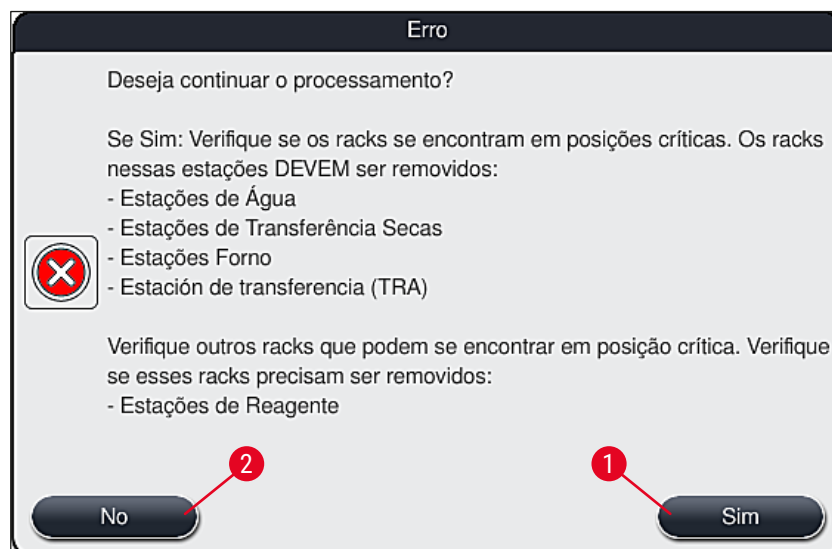 Erro
Deseja continuar o processamento?
Se Sim: Verifique se os racks se encontram em posições críticas. Os racks
nessas estações DEVEM ser removidos:
- Estações de Água
- Estações de Transferência Secas
- Estações Forno
- Estación de transferencia (TRA)
Verifique outros racks que podem se encontrar em posição crítica. Verifique
se esses racks precisam ser removidos:
- Estações de Reagente
2
1
No
Sim